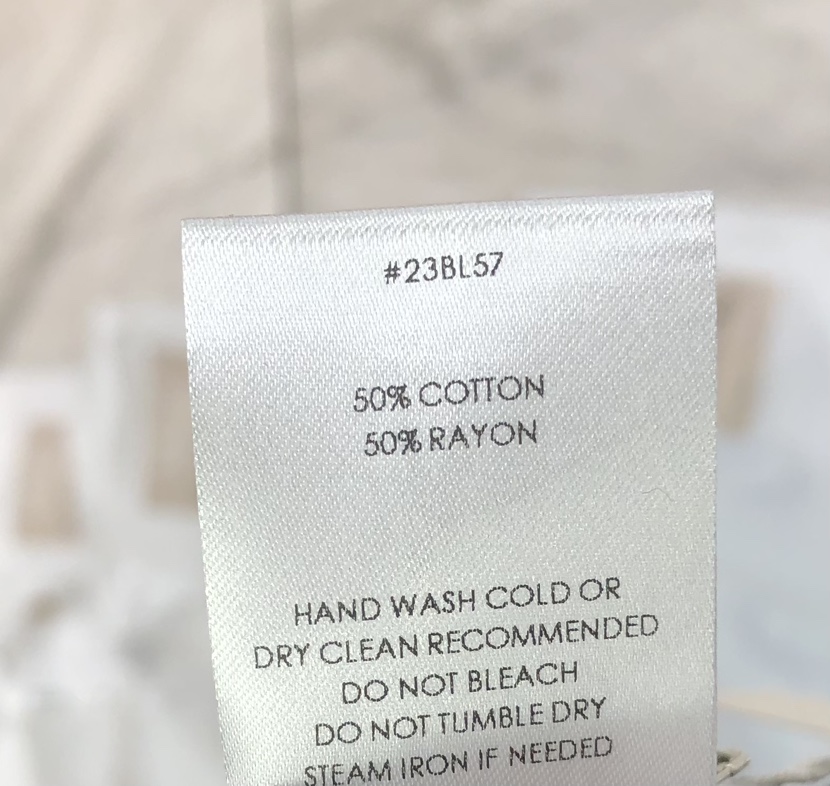 #23BL57
50% COTTON
50% RAYON
HAND WASH COLD OR
DRY CLEAN RECOMMENDED
DO NOT BLEACH
DO NOT TUMBLE DRY
STEAM IRON IF NEEDED